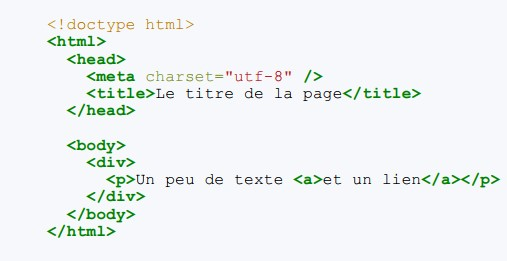 <!doctype html>
<html>
  <head>
    <meta charset="utf-8" />
    <title>Le titre de la page</title>
  </head>

  <body>
    <div>
      <p>Un peu de texte <a>et un lien</a></p>
    </div>
  </body>
</html>